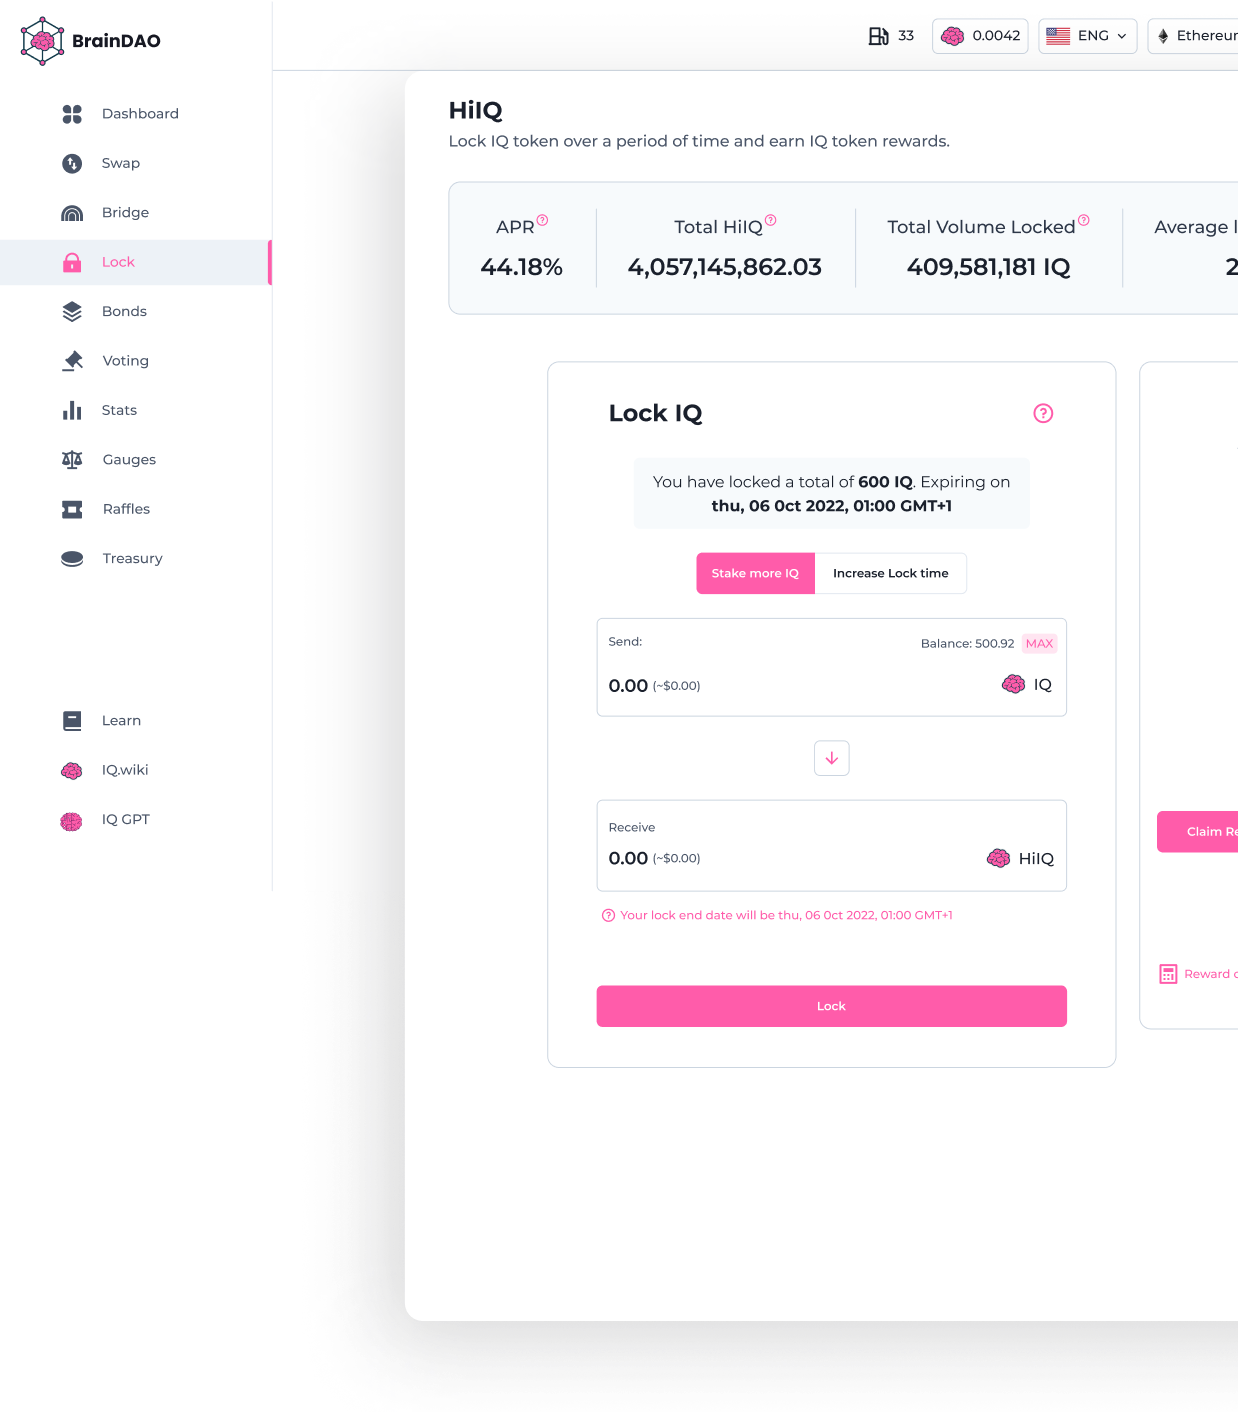 BrainDAO
33
0.0042
ENG
Dashboard
Swap
Bridge
Lock
Bonds
Voting
Stats
Gauges
Raffles
Treasury
Learn
IQ.wiki
IQ GPT
HiIQ
Lock IQ token over a period of time and earn IQ token rewards.
APR
44.18%
Total HiIQ
4,057,145,862.03
Total Volume Locked
409,581,181 IQ
Average
2
Lock IQ
You have locked a total of 600 IQ. Expiring on
thu, 06 0ct 2022, 01:00 GMT+1
Stake more IQ
Increase Lock time
Send:
Balance: 500.92 MAX
0.00 (~$0.00)
IQ
Receive
0.00 (~$0.00)
HiIQ
Your lock end date will be thu, 06 0ct 2022, 01:00 GMT+1
Lock
Claim
Reward